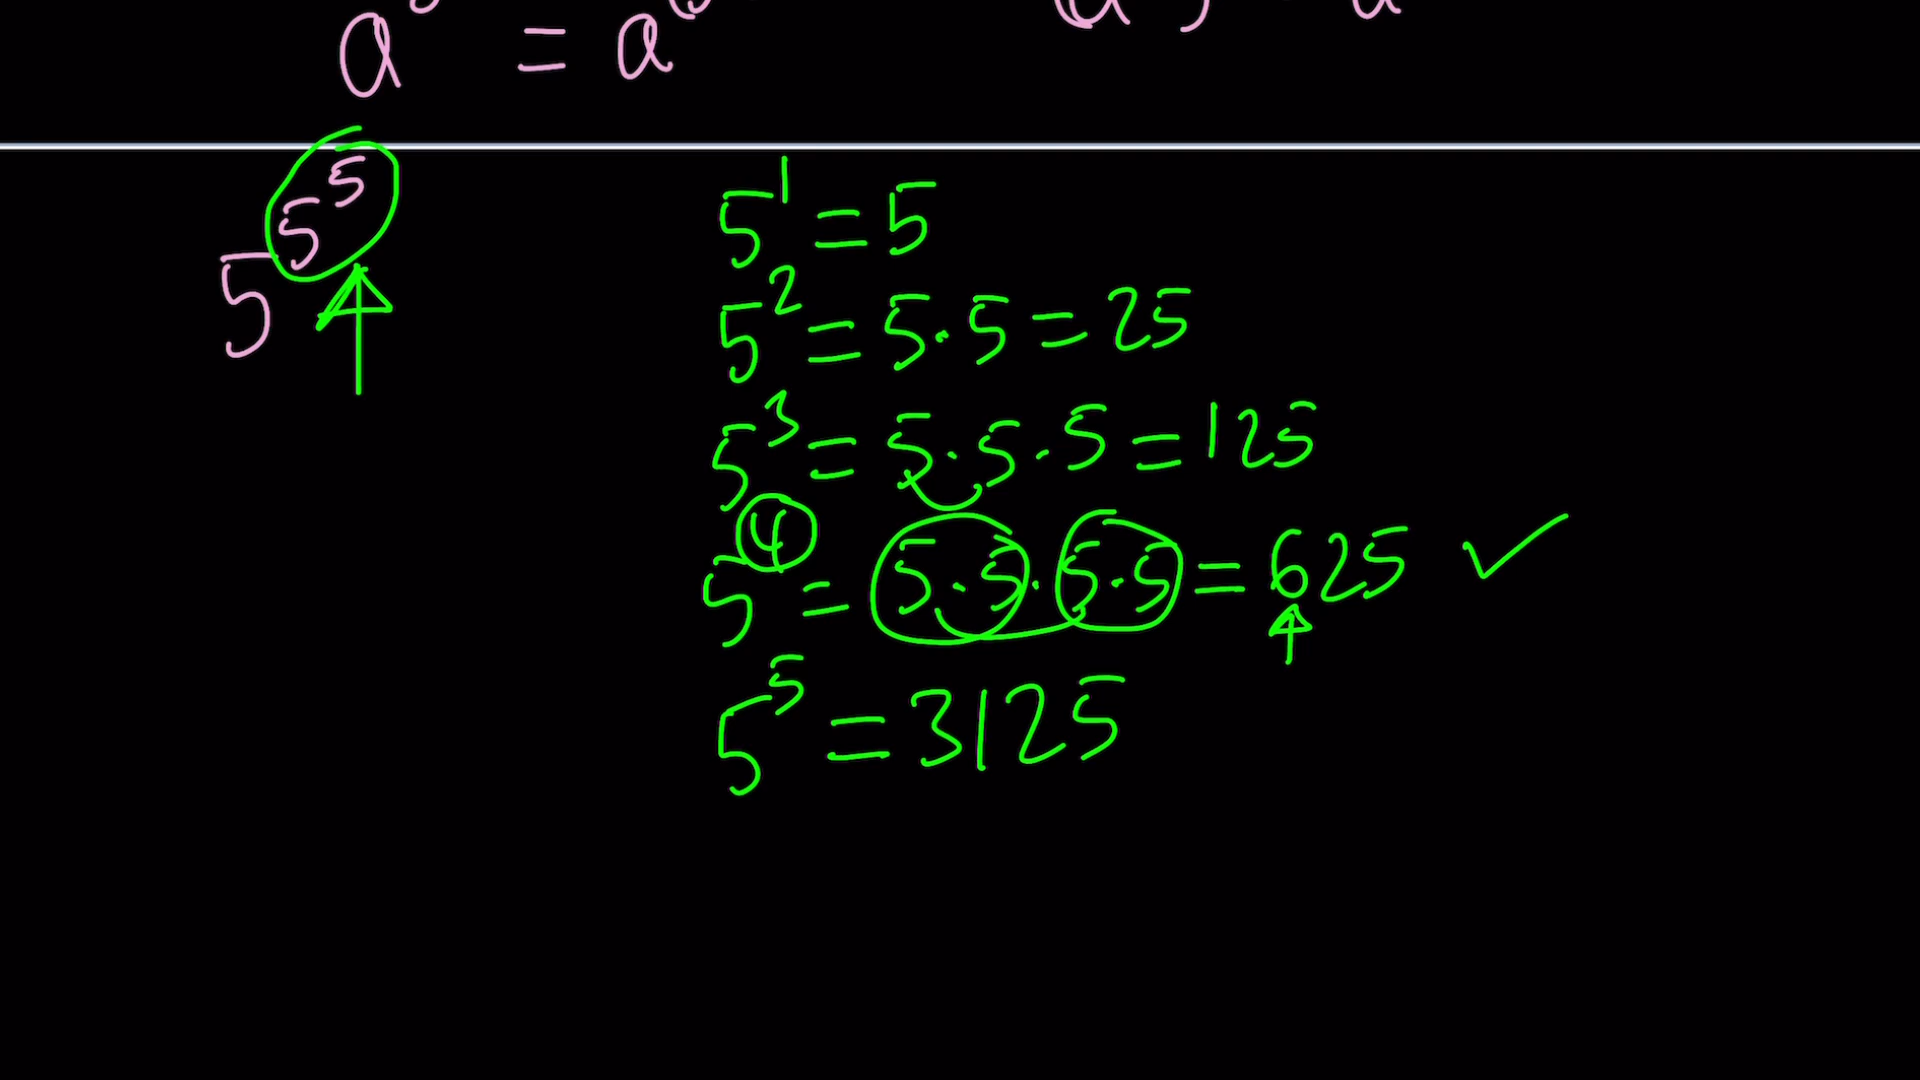 a = a
5^5^5
5^1 = 5
5^2 = 5·5 = 25
5^3 = 5·5·5 = 125
5^4 = 5·5·5·5 = 625 ✓
5^5 = 3125